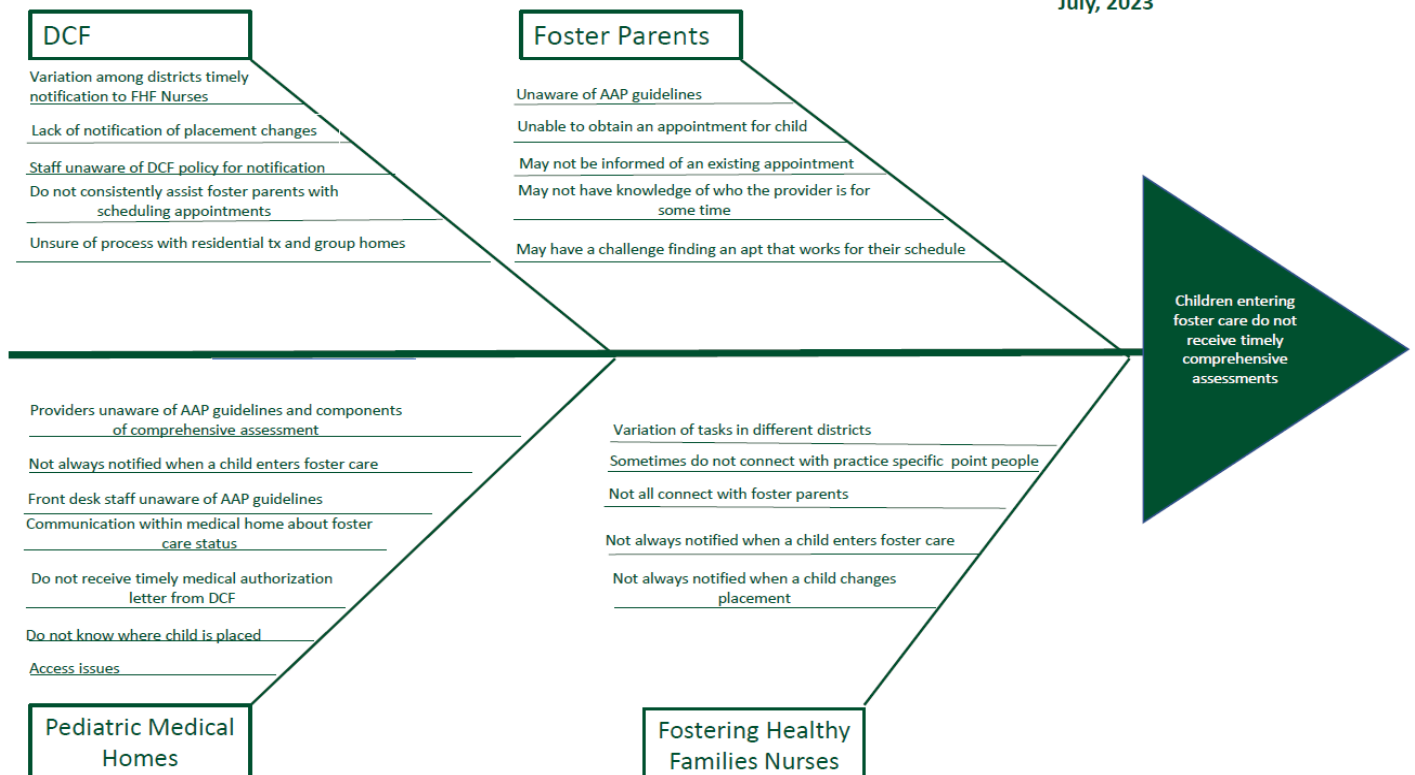 July, 2023
DCF
Variation among districts timely
notification to FHF Nurses
Lack of notification of placement changes
Staff unaware of DCF policy for notification
Do not consistently assist foster parents with
scheduling appointments
Unsure of process with residential tx and group homes
Foster Parents
Unaware of AAP guidelines
Unable to obtain an appointment for child
May not be informed of an existing appointment
May not have knowledge of who the provider is for
some time
May have a challenge finding an apt that works for their schedule
Children entering
foster care do not
receive timely
comprehensive
assessments
Providers unaware of AAP guidelines and components
of comprehensive assessment
Not always notified when a child enters foster care
Front desk staff unaware of AAP guidelines
Communication within medical home about foster
care status
Do not receive timely medical authorization
letter from DCF
Do not know where child is placed
Access issues
Pediatric Medical
Homes
Variation of tasks in different districts
Sometimes do not connect with practice specific point people
Not all connect with foster parents
Not always notified when a child enters foster care
Not always notified when a child changes
placement
Fostering Healthy
Families Nurses